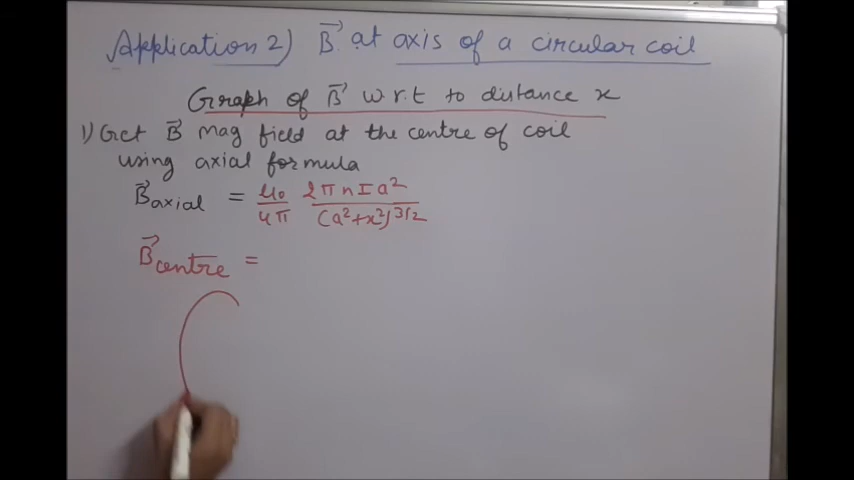 Application 2) B⃗ at axis of a circular coil
Graph of B⃗ w r.t to distance x
1) Get B⃗ mag field at the centre of coil
using axial formula
B⃗axial = μ₀/4π 2πnIa²/(a²+x²)^3/2
B⃗centre =